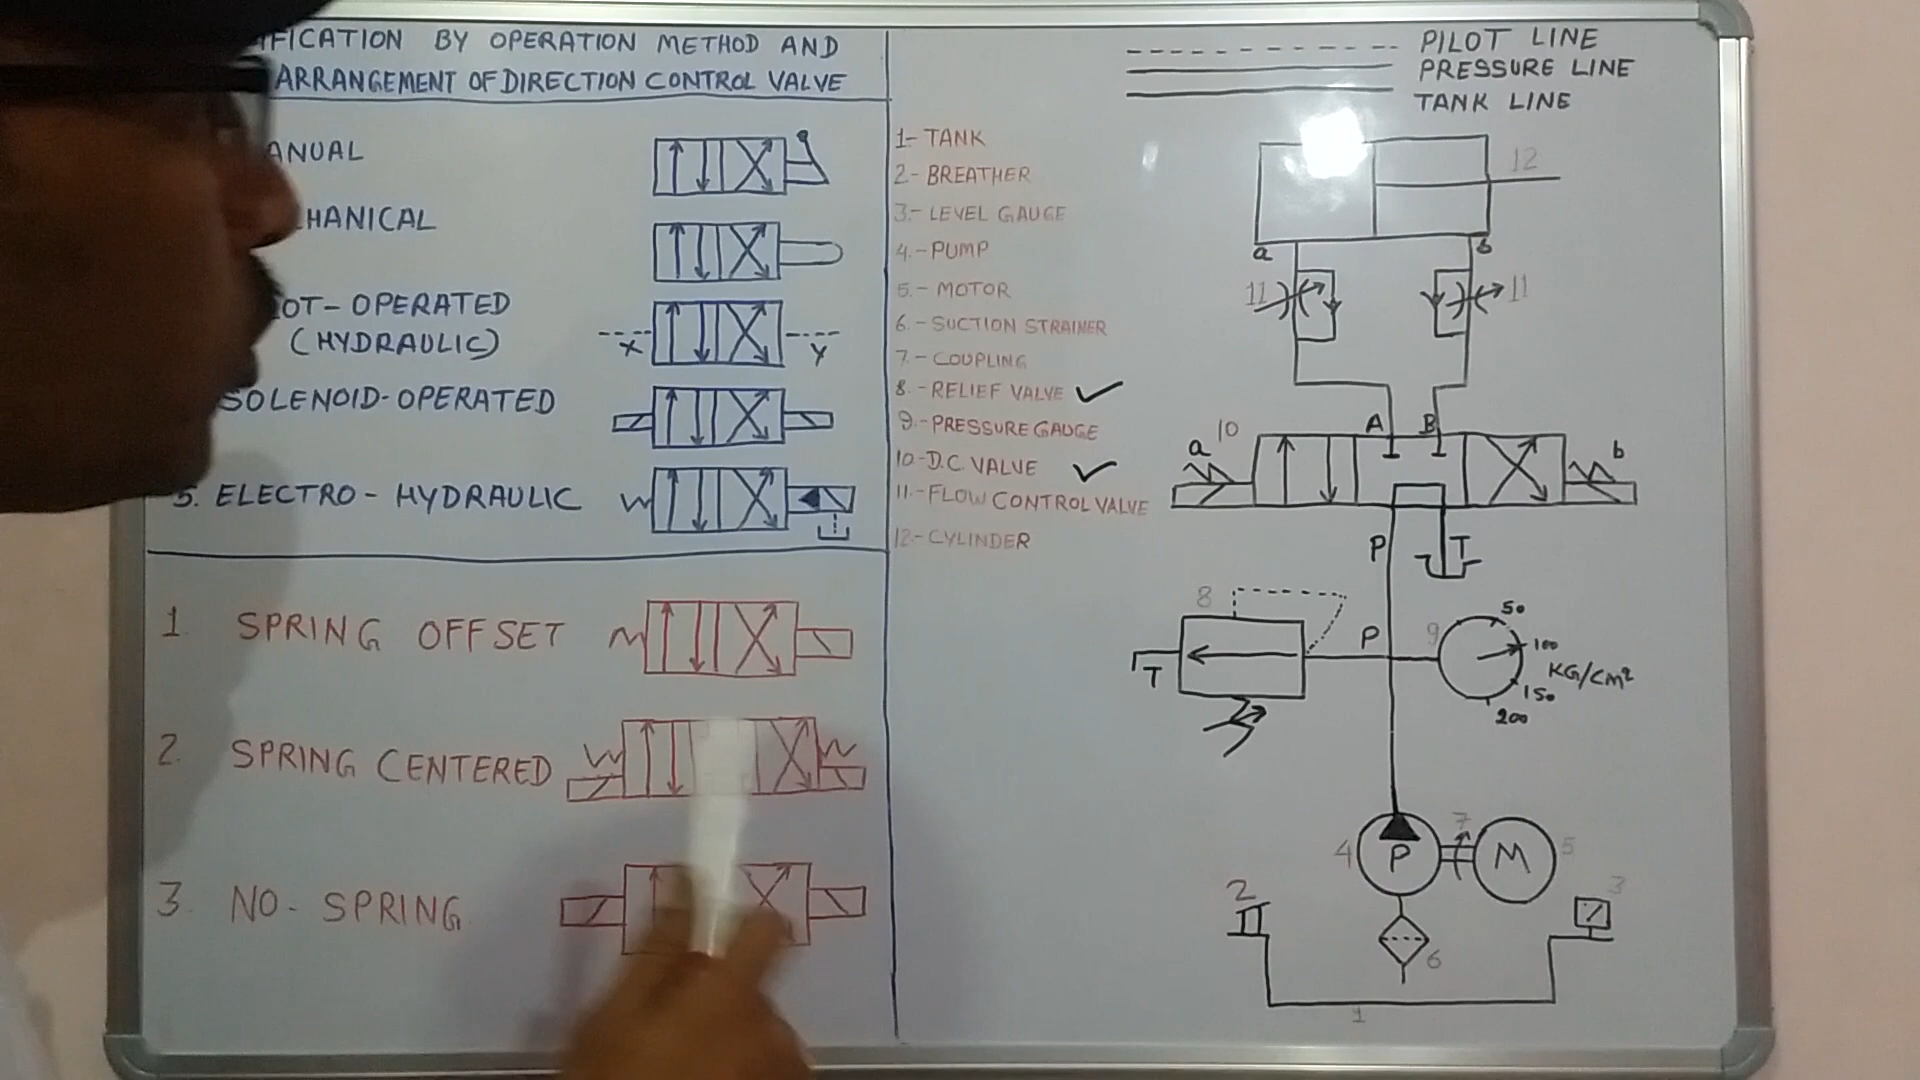 IFICATION BY OPERATION METHOD AND
ARRANGEMENT OF DIRECTION CONTROL VALVE
ANUAL
HANICAL
OT-OPERATED
(HYDRAULIC)
X
Y
SOLENOID-OPERATED
5. ELECTRO-HYDRAULIC
1 SPRING OFFSET
2. SPRING CENTERED
3. NO-SPRING
PILOT LINE
PRESSURE LINE
TANK LINE
1- TANK
2.- BREATHER
3.- LEVEL GAUGE
4.- PUMP
5.- MOTOR
6.- SUCTION STRAINER
7- COUPLING
8.- RELIEF VALVE ✓
9.- PRESSURE GAUGE
10-D.C. VALVE ✓
11.- FLOW CONTROL VALVE
12.- CYLINDER
12
a
b
11
11
A
B
a
10
b
P
T
8
T
P
9
50
100
150
200
KG/CM²
7
4
P
M
5
2
3
6
1